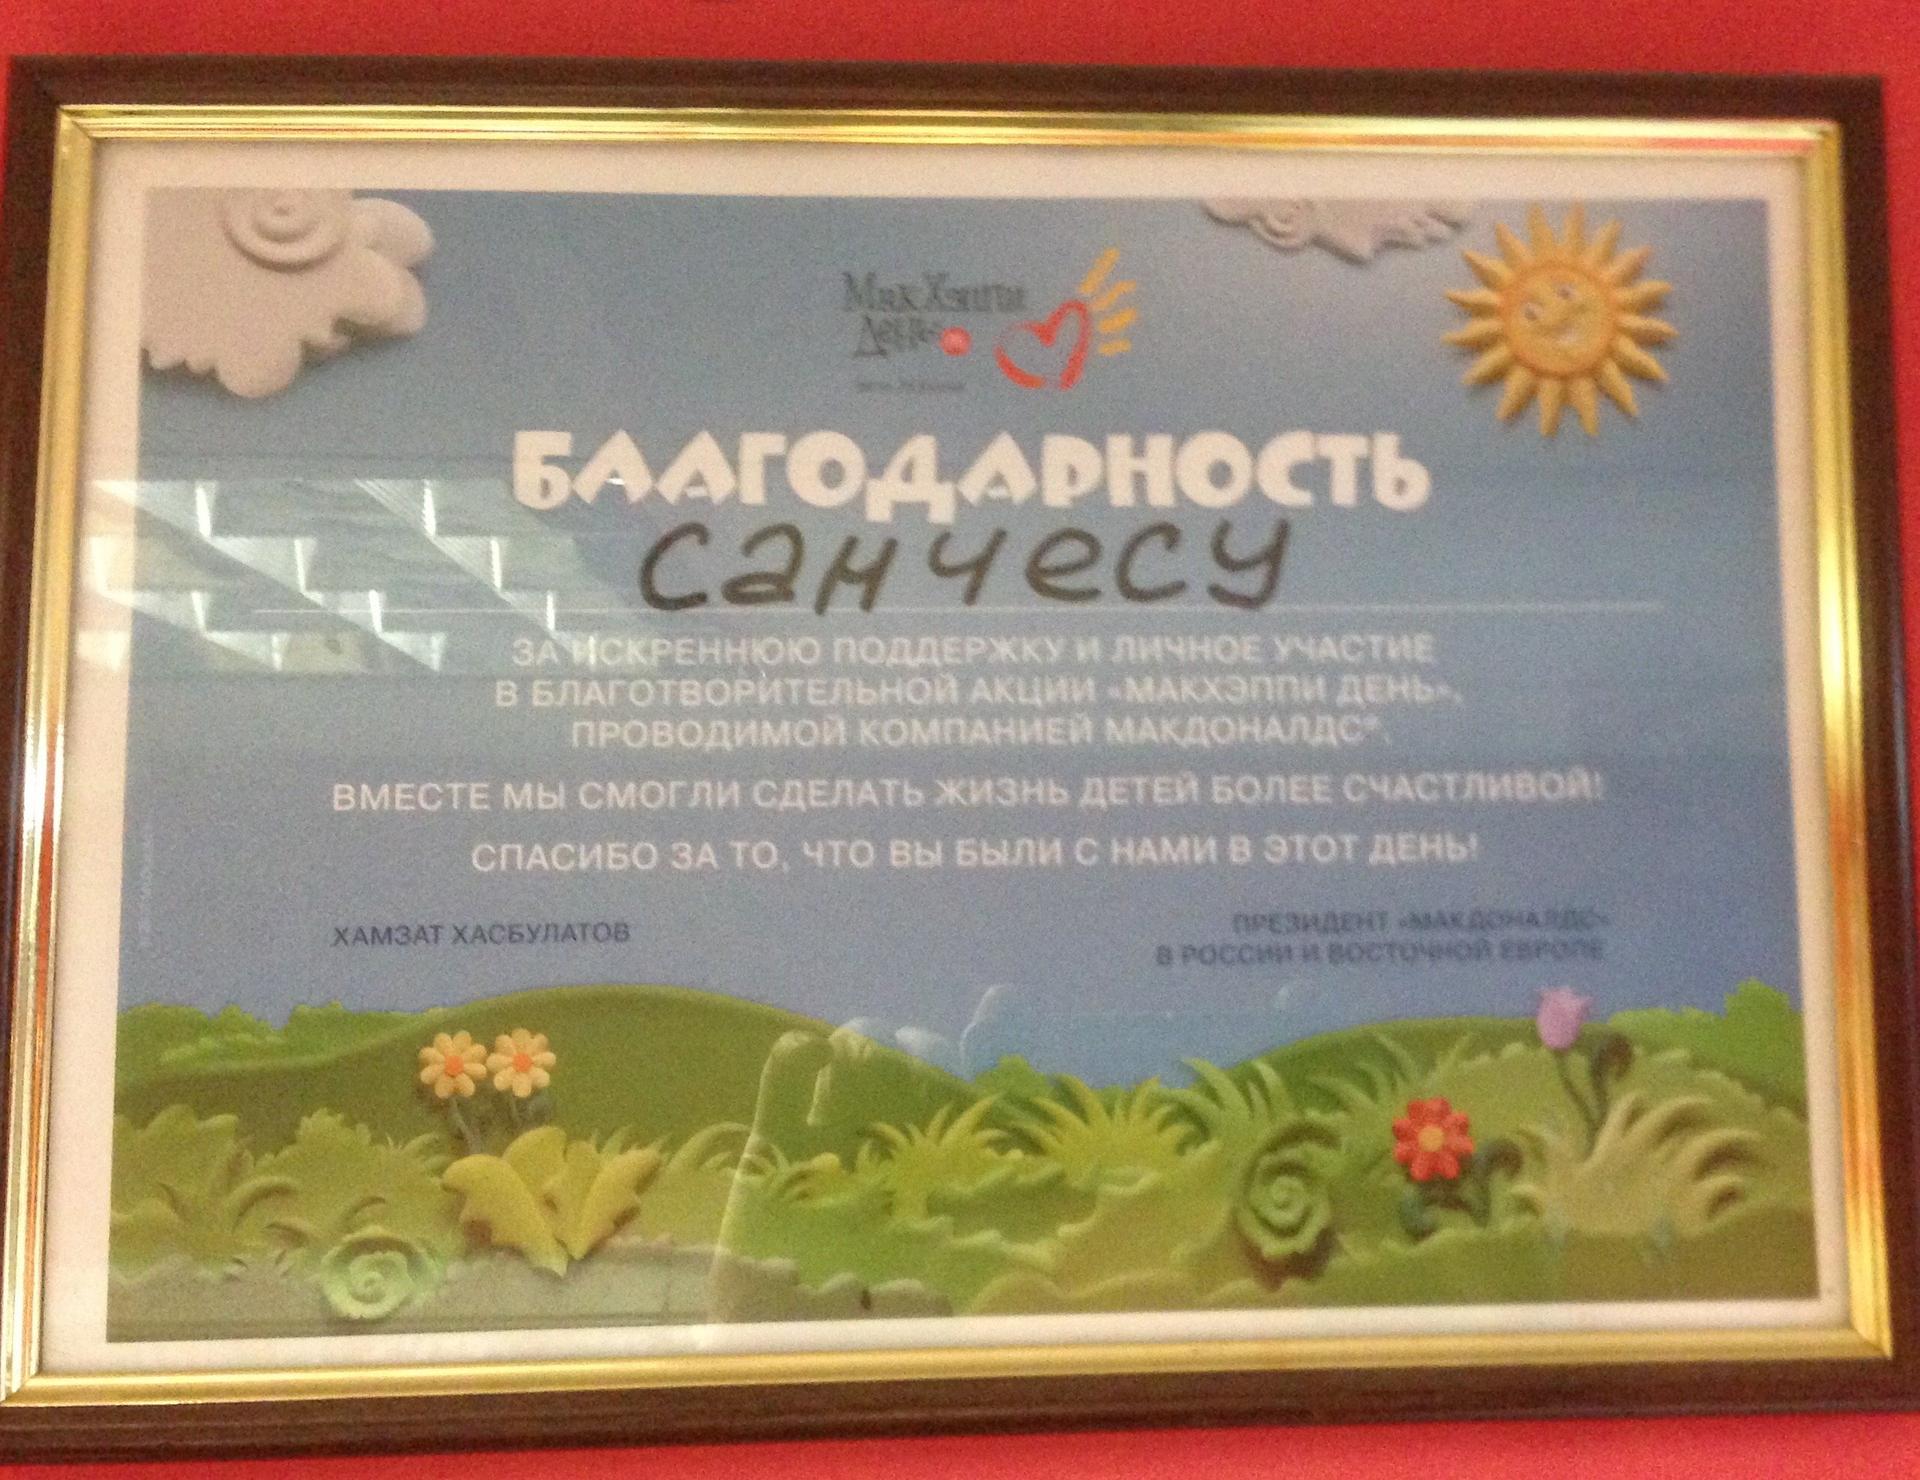 МакХэппи
День
БЛАГОДАРНОСТЬ
Санчесу
ЗА ИСКРЕННЮЮ ПОДДЕРЖКУ И ЛИЧНОЕ УЧАСТИЕ
В БЛАГОТВОРИТЕЛЬНОЙ АКЦИИ «МАКХЭППИ ДЕНЬ»,
ПРОВОДИМОЙ КОМПАНИЕЙ МАКДОНАЛДС®.
ВМЕСТЕ МЫ СМОГЛИ СДЕЛАТЬ ЖИЗНЬ ДЕТЕЙ БОЛЕЕ СЧАСТЛИВОЙ!
СПАСИБО ЗА ТО, ЧТО ВЫ БЫЛИ С НАМИ В ЭТОТ ДЕНЬ!
ХАМЗАТ ХАСБУЛАТОВ
ПРЕЗИДЕНТ «МАКДОНАЛДС»
В РОССИИ И ВОСТОЧНОЙ ЕВРОПЕ